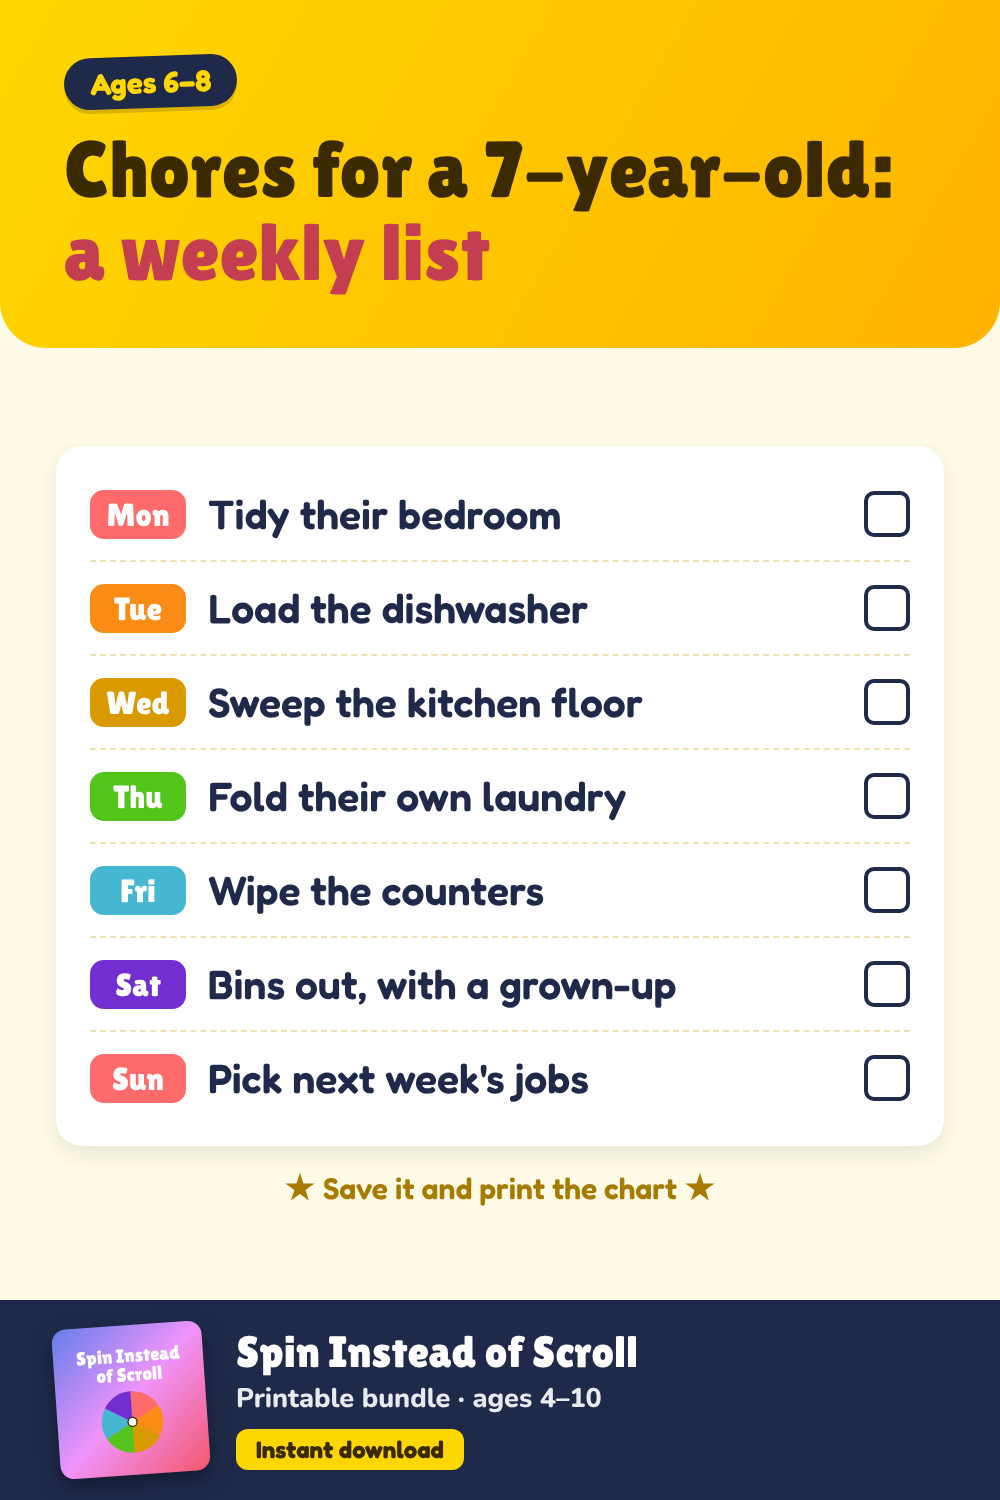 Ages 6–8
Chores for a 7-year-old:
a weekly list
Mon Tidy their bedroom
Tue Load the dishwasher
Wed Sweep the kitchen floor
Thu Fold their own laundry
Fri Wipe the counters
Sat Bins out, with a grown-up
Sun Pick next week's jobs
★ Save it and print the chart ★
Spin Instead
of Scroll
Spin Instead of Scroll
Printable bundle · ages 4–10
Instant download